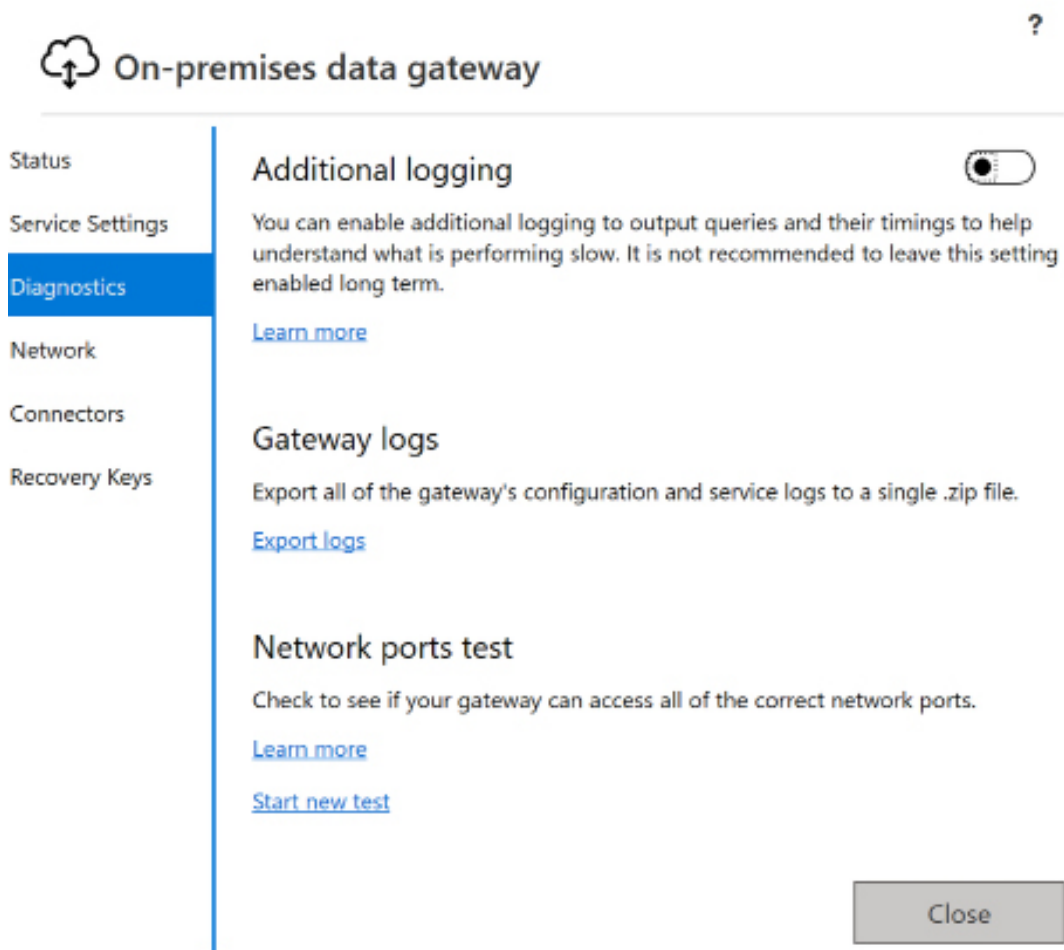 ?
On-premises data gateway
Status
Service Settings
Diagnostics
Network
Connectors
Recovery Keys
Additional logging
You can enable additional logging to output queries and their timings to help
understand what is performing slow. It is not recommended to leave this setting
enabled long term.
Learn more
Gateway logs
Export all of the gateway's configuration and service logs to a single .zip file.
Export logs
Network ports test
Check to see if your gateway can access all of the correct network ports.
Learn more
Start new test
Close